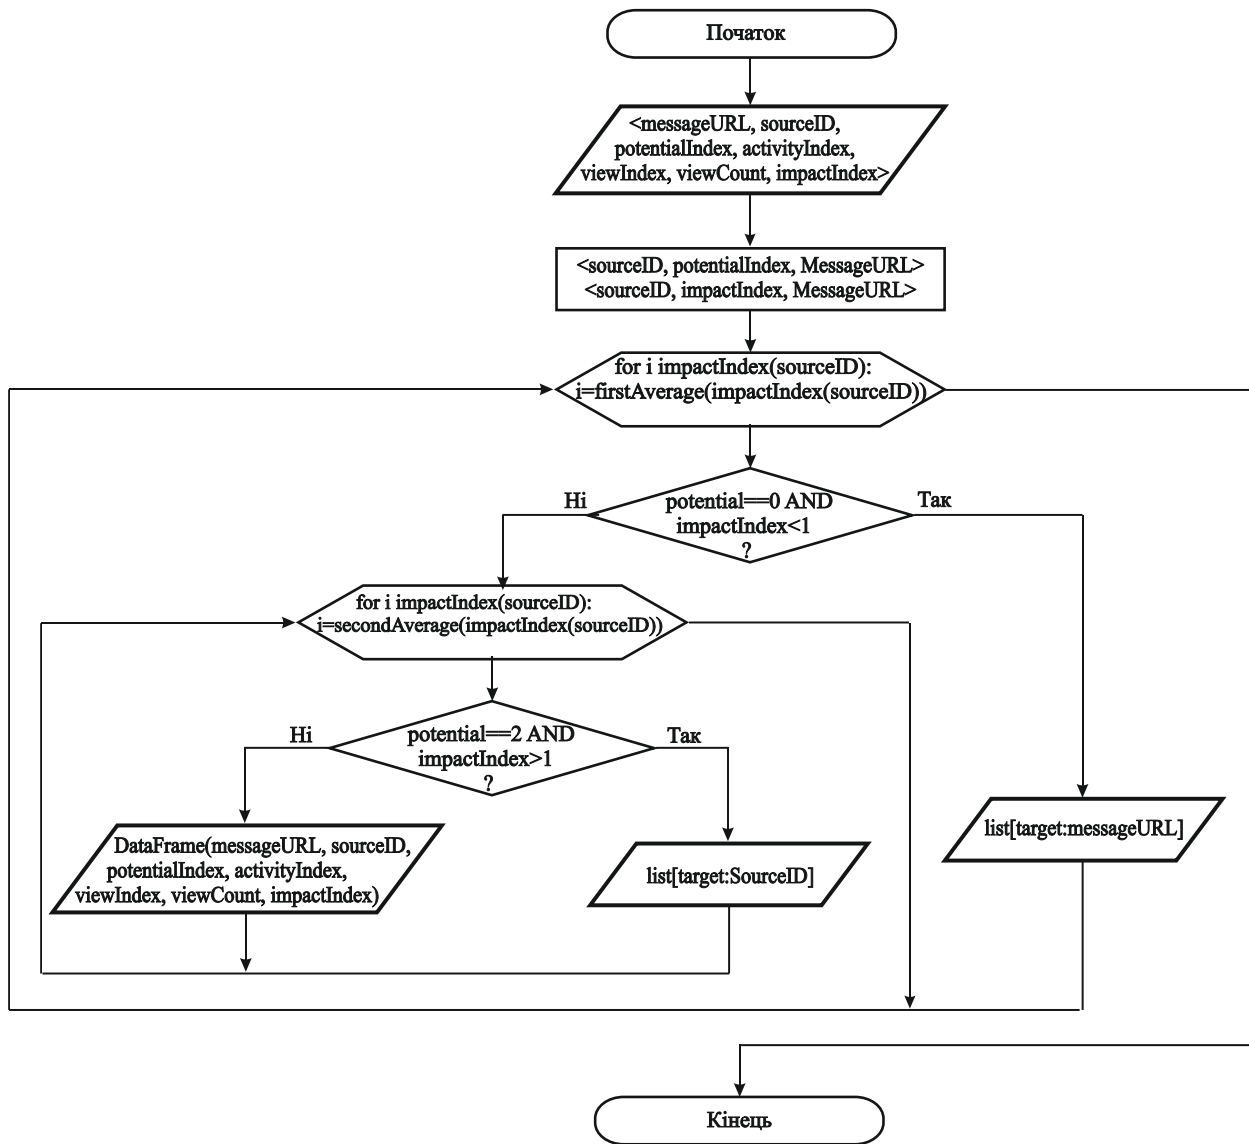 Початок
<messageURL, sourceID,
potentialIndex, activityIndex,
viewIndex, viewCount, impactIndex>
<sourceID, potentialIndex, MessageURL>
<sourceID, impactIndex, MessageURL>
for i impactIndex(sourceID):
i=firstAverage(impactIndex(sourceID))
Ні
potential==0 AND
impactIndex<1
?
Так
for i impactIndex(sourceID):
i=secondAverage(impactIndex(sourceID))
Ні
potential==2 AND
impactIndex>1
?
Так
DataFrame(messageURL, sourceID,
potentialIndex, activityIndex,
viewIndex, viewCount, impactIndex)
list[target:SourceID]
list[target:messageURL]
Кінець